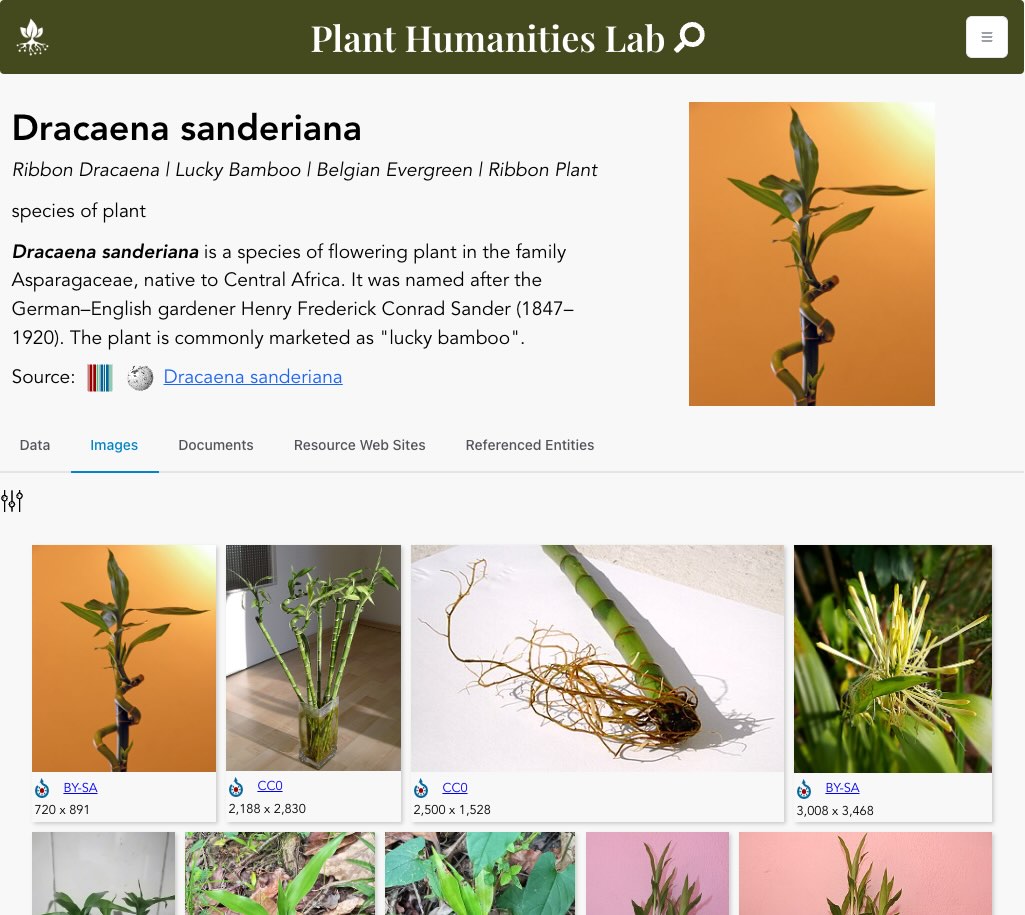 Plant Humanities Lab
Dracaena sanderiana
Ribbon Dracaena | Lucky Bamboo | Belgian Evergreen | Ribbon Plant
species of plant
Dracaena sanderiana is a species of flowering plant in the family
Asparagaceae, native to Central Africa. It was named after the
German–English gardener Henry Frederick Conrad Sander (1847–
1920). The plant is commonly marketed as "lucky bamboo".
Source: Dracaena sanderiana
Data Images Documents Resource Web Sites Referenced Entities
BY-SA CC0 CC0 BY-SA
720 x 891 2,188 x 2,830 2,500 x 1,528 3,008 x 3,468